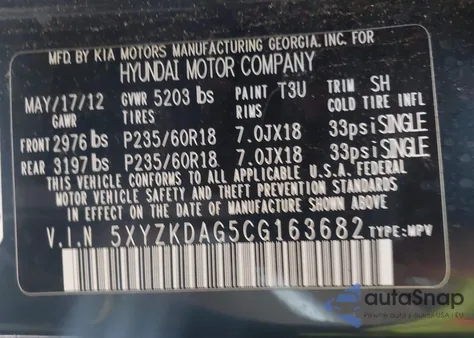 MFD. BY KIA MOTORS MANUFACTURING GEORGIA. INC. FOR
HYUNDAI MOTOR COMPANY
MAY/17/12 GVWR 5203 lbs PAINT T3U TRIM SH
GAWR TIRES RIMS COLD TIRE INFL
FRONT 2976 lbs P235/60R18 7.0JX18 33psi SINGLE
REAR 3197 lbs P235/60R18 7.0JX18 33psi SINGLE
THIS VEHICLE CONFORMS TO ALL APPLICABLE U.S.A. FEDERAL
MOTOR VEHICLE SAFETY AND THEFT PREVENTION STANDARDS
IN EFFECT ON THE DATE OF MANUFACTURE SHOWN ABOVE.
V.I.N 5XYZKDAG5CG163682 TYPE: MPV
autoSnap